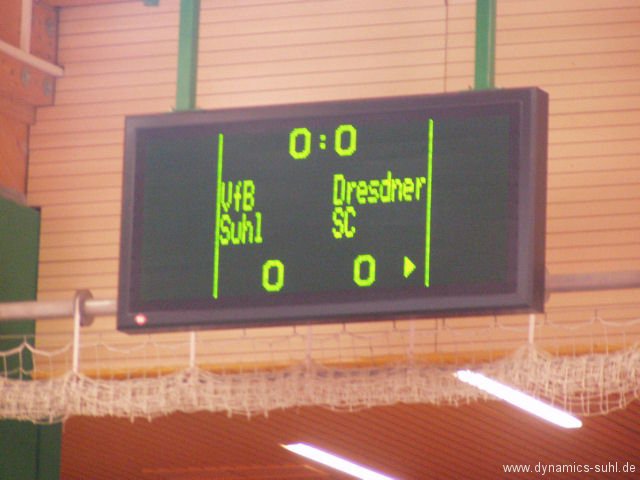 0:0
VfB Dresdner
Suhl SC
0 0
www.dynamics-suhl.de